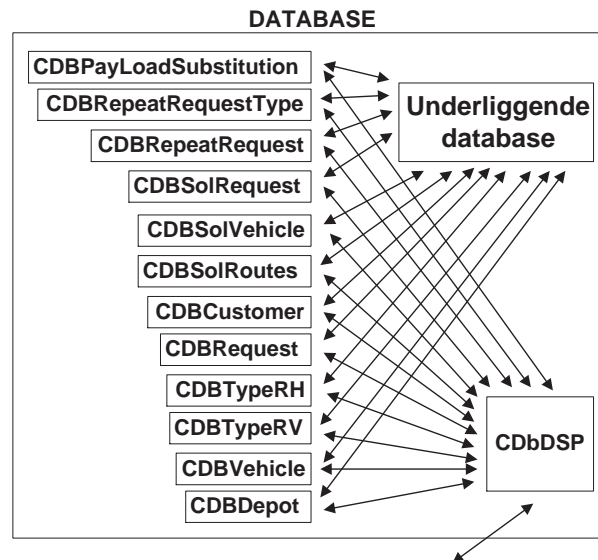 DATABASE
CDBPayLoadSubstitution
CDBRepeatRequestType
CDBRepeatRequest
CDBSolRequest
CDBSolVehicle
CDBSolRoutes
CDBCustomer
CDBRequest
CDBTypeRH
CDBTypeRV
CDBVehicle
CDBDepot
Underliggende
database
CDbDSP